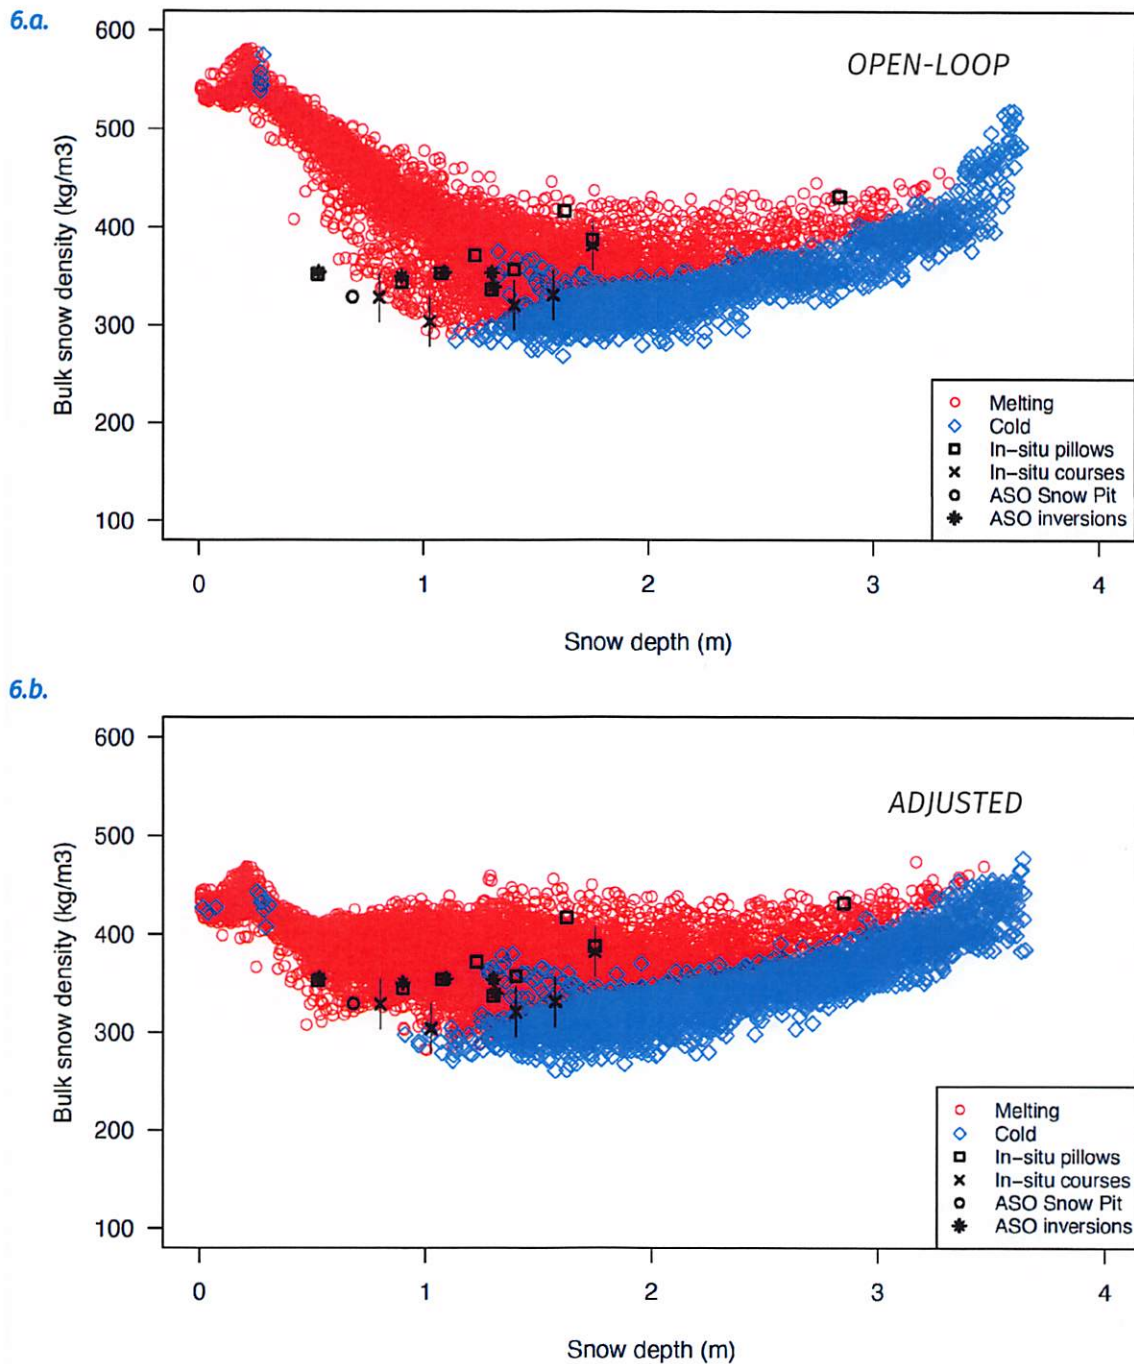 6.a.
OPEN-LOOP
600
500
400
300
200
100
Bulk snow density (kg/m3)
Melting
Cold
In-situ pillows
In-situ courses
ASO Snow Pit
ASO inversions
0 1 2 3 4
Snow depth (m)
6.b.
ADJUSTED
600
500
400
300
200
100
Bulk snow density (kg/m3)
Melting
Cold
In-situ pillows
In-situ courses
ASO Snow Pit
ASO inversions
0 1 2 3 4
Snow depth (m)